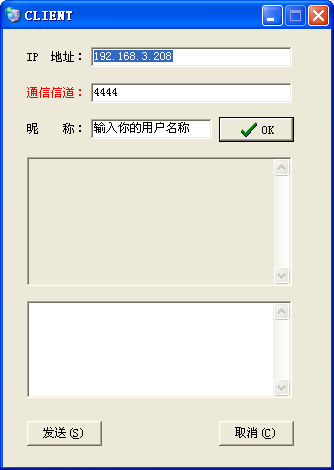 CLIENT
IP 地址：
192.168.3.208
通信信道：
4444
昵 称：
输入你的用户名称
OK
发送(S)
取消(C)